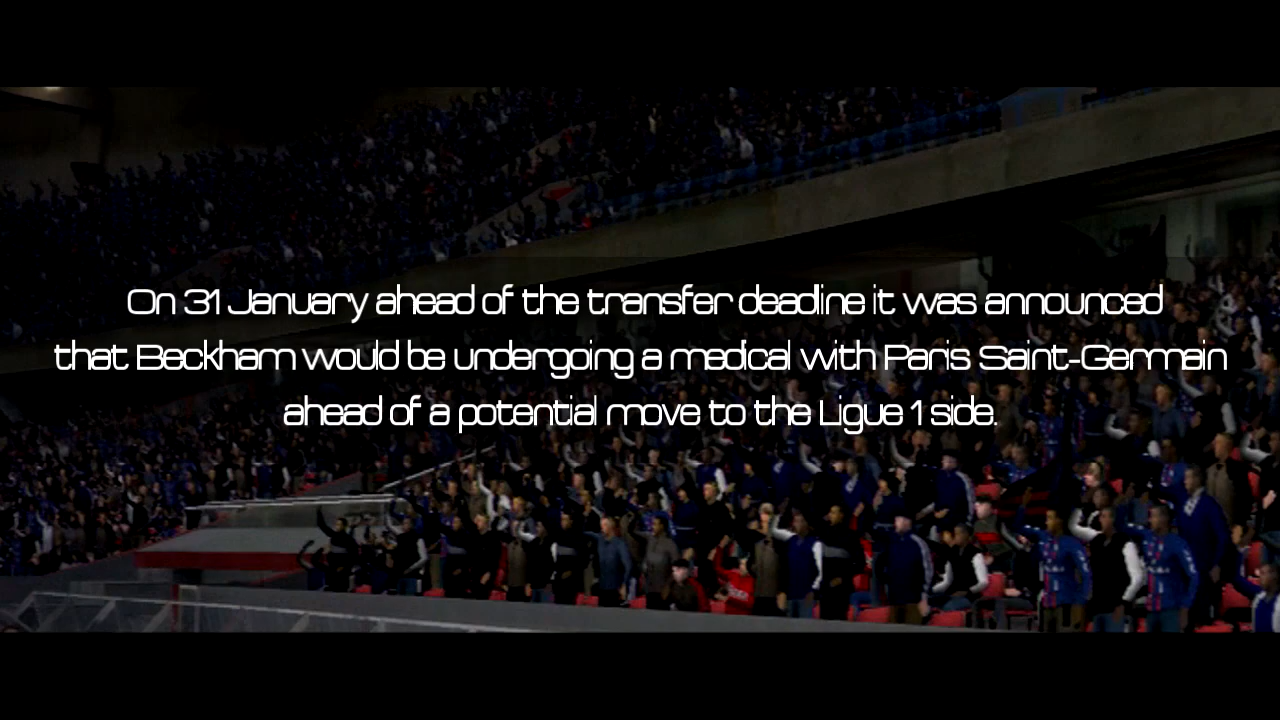 On 31 January ahead of the transfer deadline it was announced
that Beckham would be undergoing a medical with Paris Saint-Germain
ahead of a potential move to the Ligue 1 side.